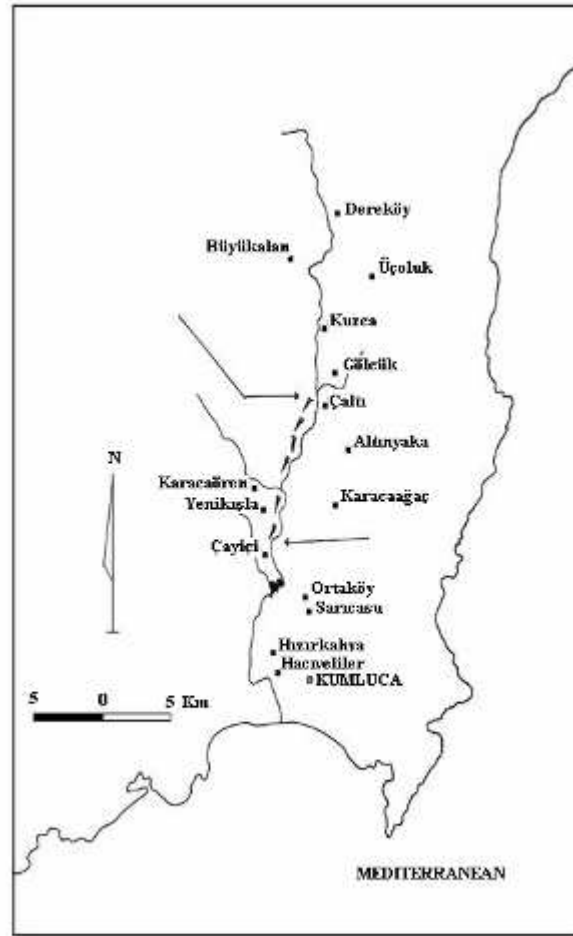 Dereköy
Büyükalan
Üçoluk
Kuzca
Gölcük
Çaltı
Altınyaka
N
Karacaören
Yenikışla
Karacaağaç
Çayiçi
Ortaköy
Sarıcasu
Hızırkahya
Hacıveliler
KUMLUCA
5 0 5 Km
MEDITERRANEAN